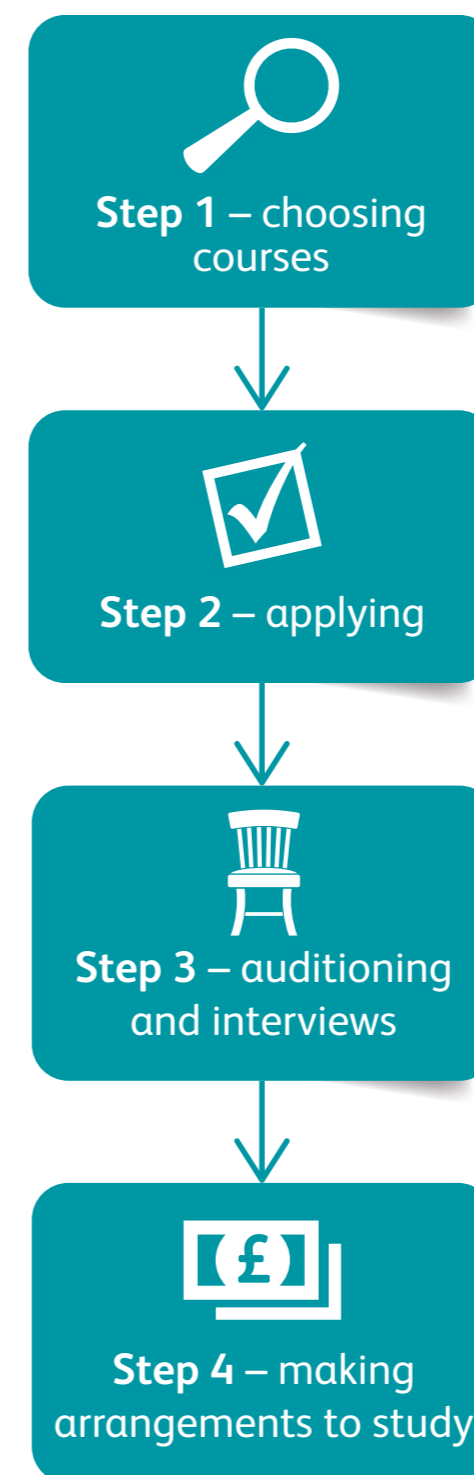 Step 1 – choosing
courses
Step 2 – applying
Step 3 – auditioning
and interviews
£
Step 4 – making
arrangements to study